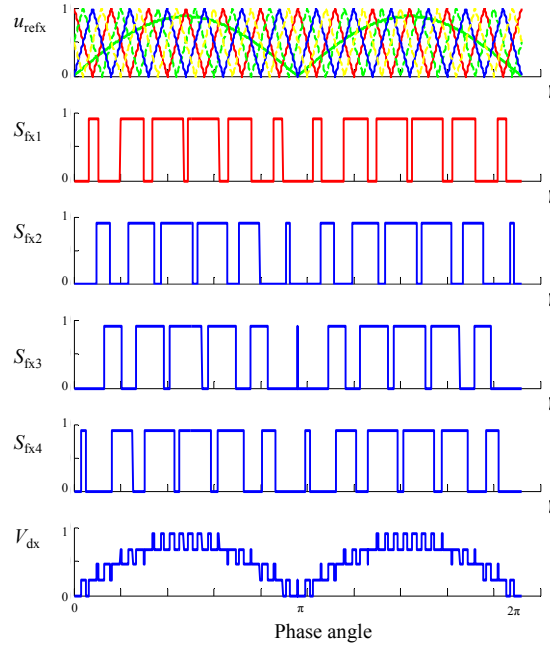 1
u_refx
0
1
S_fx1
0
1
S_fx2
0
1
S_fx3
0
1
S_fx4
0
1
V_dx
0
0 π 2π
Phase angle